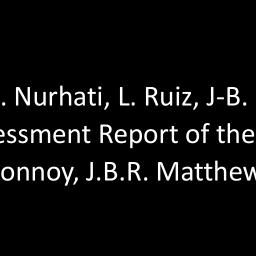 . Nurhati, L. Ruiz, J-B.
essment Report of the
onnoy, J.B.R. Matthew